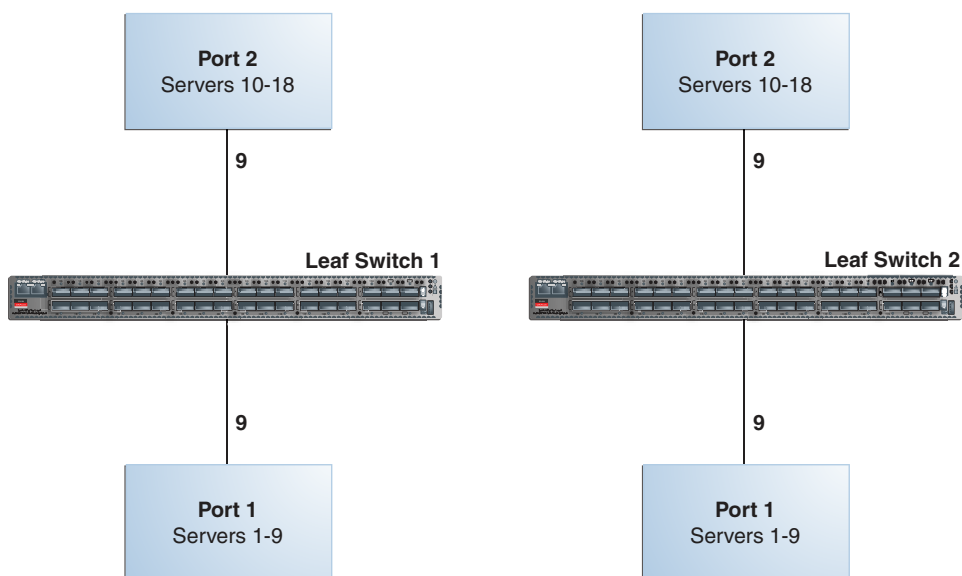 Port 2
Servers 10-18
Port 2
Servers 10-18
9
9
Leaf Switch 1
Leaf Switch 2
9
9
Port 1
Servers 1-9
Port 1
Servers 1-9